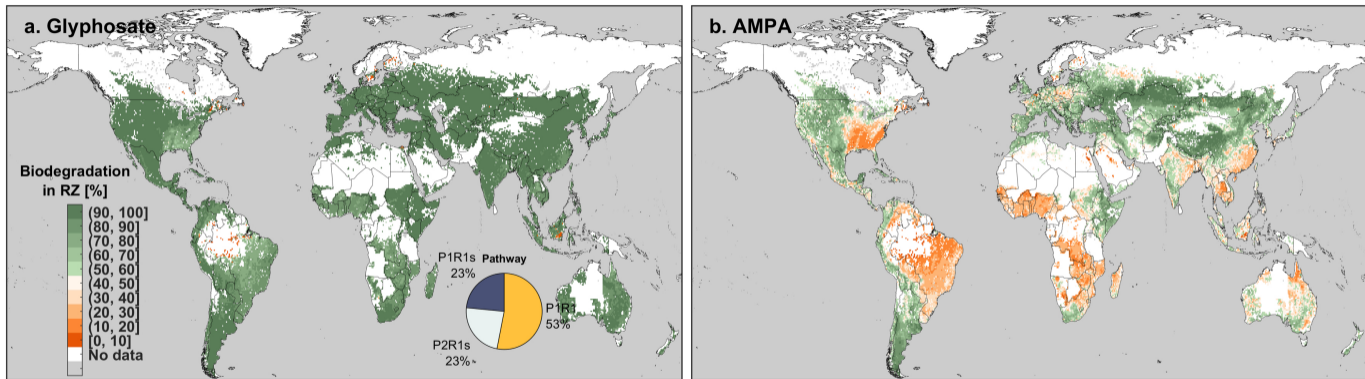 a. Glyphosate
Biodegradation
in RZ [%]
(90, 100]
(80, 90]
(70, 80]
(60, 70]
(50, 60]
(40, 50]
(30, 40]
(20, 30]
(10, 20]
[0, 10]
No data
Pathway
P1R1s
23%
P1R1
53%
P2R1s
23%
b. AMPA